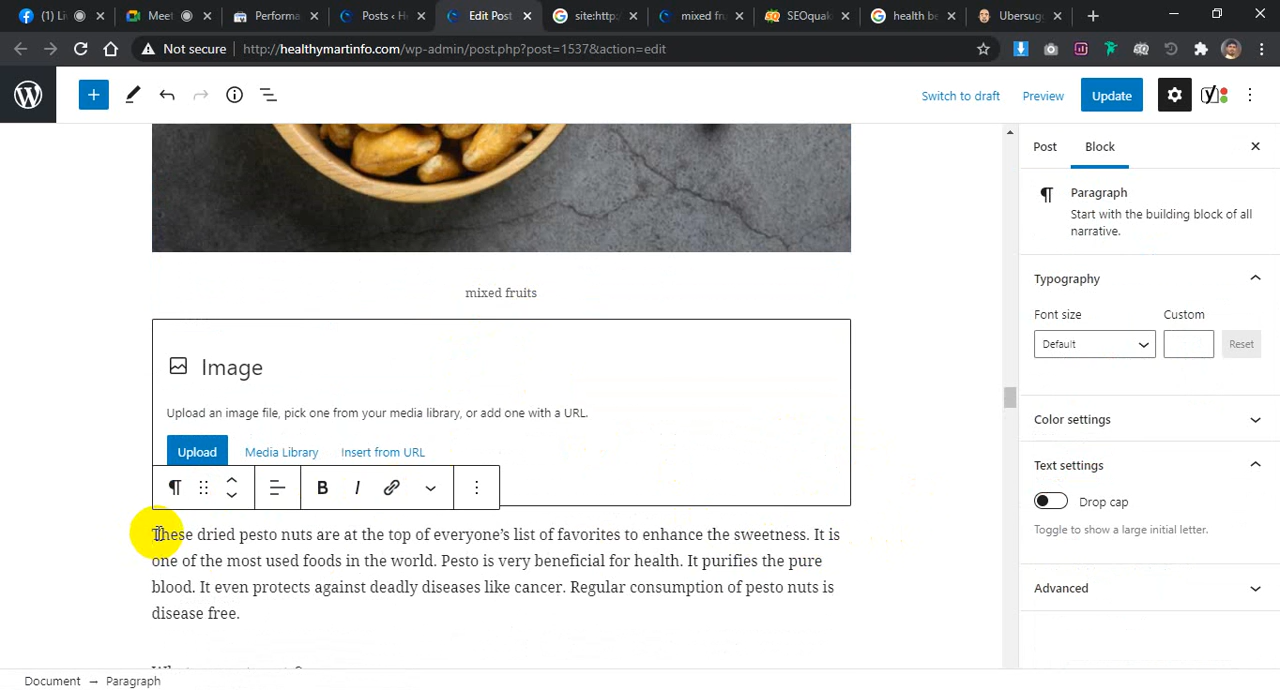 (1) Li
Meet
Performa
Posts ‹ H
Edit Post
site:http:
mixed fru
SEOquak
health be
Ubersug
Not secure
http://healthymartinfo.com/wp-admin/post.php?post=1537&action=edit
Switch to draft
Preview
Update
mixed fruits
Image
Upload an image file, pick one from your media library, or add one with a URL.
Upload Media Library Insert from URL
B I
These dried pesto nuts are at the top of everyone's list of favorites to enhance the sweetness. It is
one of the most used foods in the world. Pesto is very beneficial for health. It purifies the pure
blood. It even protects against deadly diseases like cancer. Regular consumption of pesto nuts is
disease free.
Document → Paragraph
Post Block
Paragraph
Start with the building block of all
narrative.
Typography
Font size Custom
Default Reset
Color settings
Text settings
Drop cap
Toggle to show a large initial letter.
Advanced